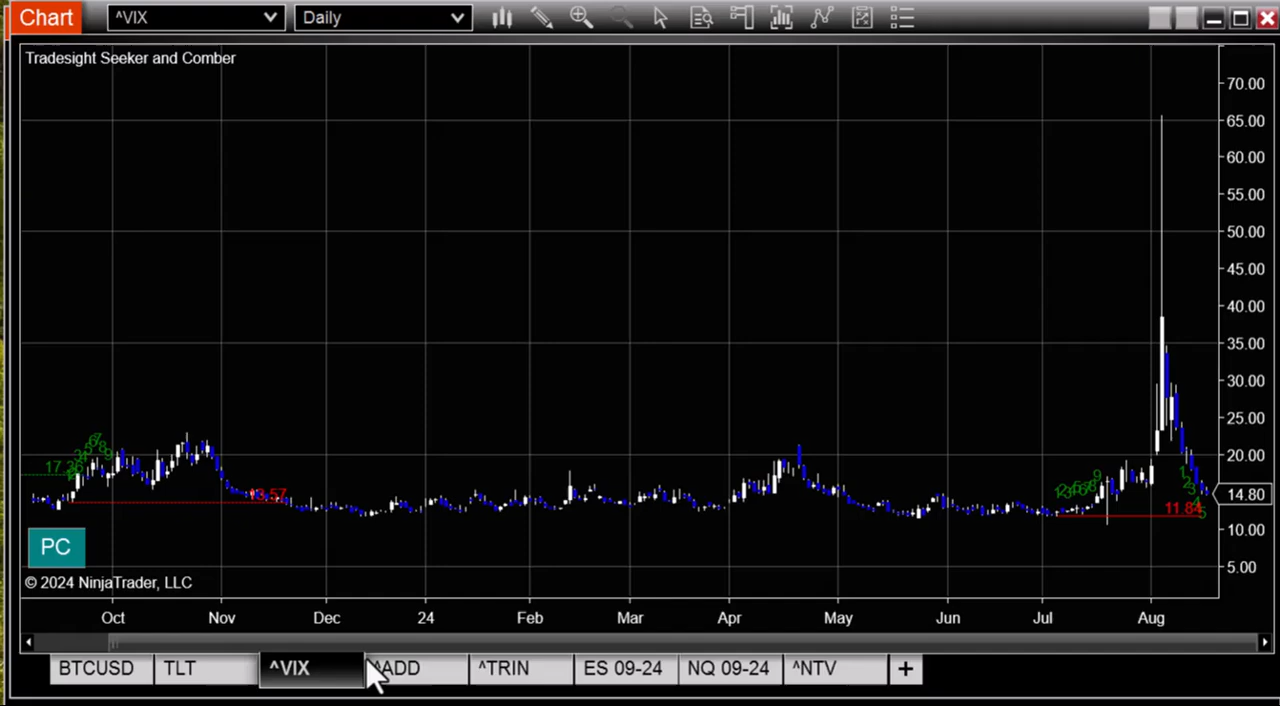 Chart ^VIX Daily
Tradesight Seeker and Comber
70.00
65.00
60.00
55.00
50.00
45.00
40.00
35.00
30.00
25.00
20.00
14.80
10.00
5.00
13.57
11.84
PC
© 2024 NinjaTrader, LLC
Oct Nov Dec 24 Feb Mar Apr May Jun Jul Aug
BTCUSD TLT ^VIX ^ADD ^TRIN ES 09-24 NQ 09-24 ^NTV +